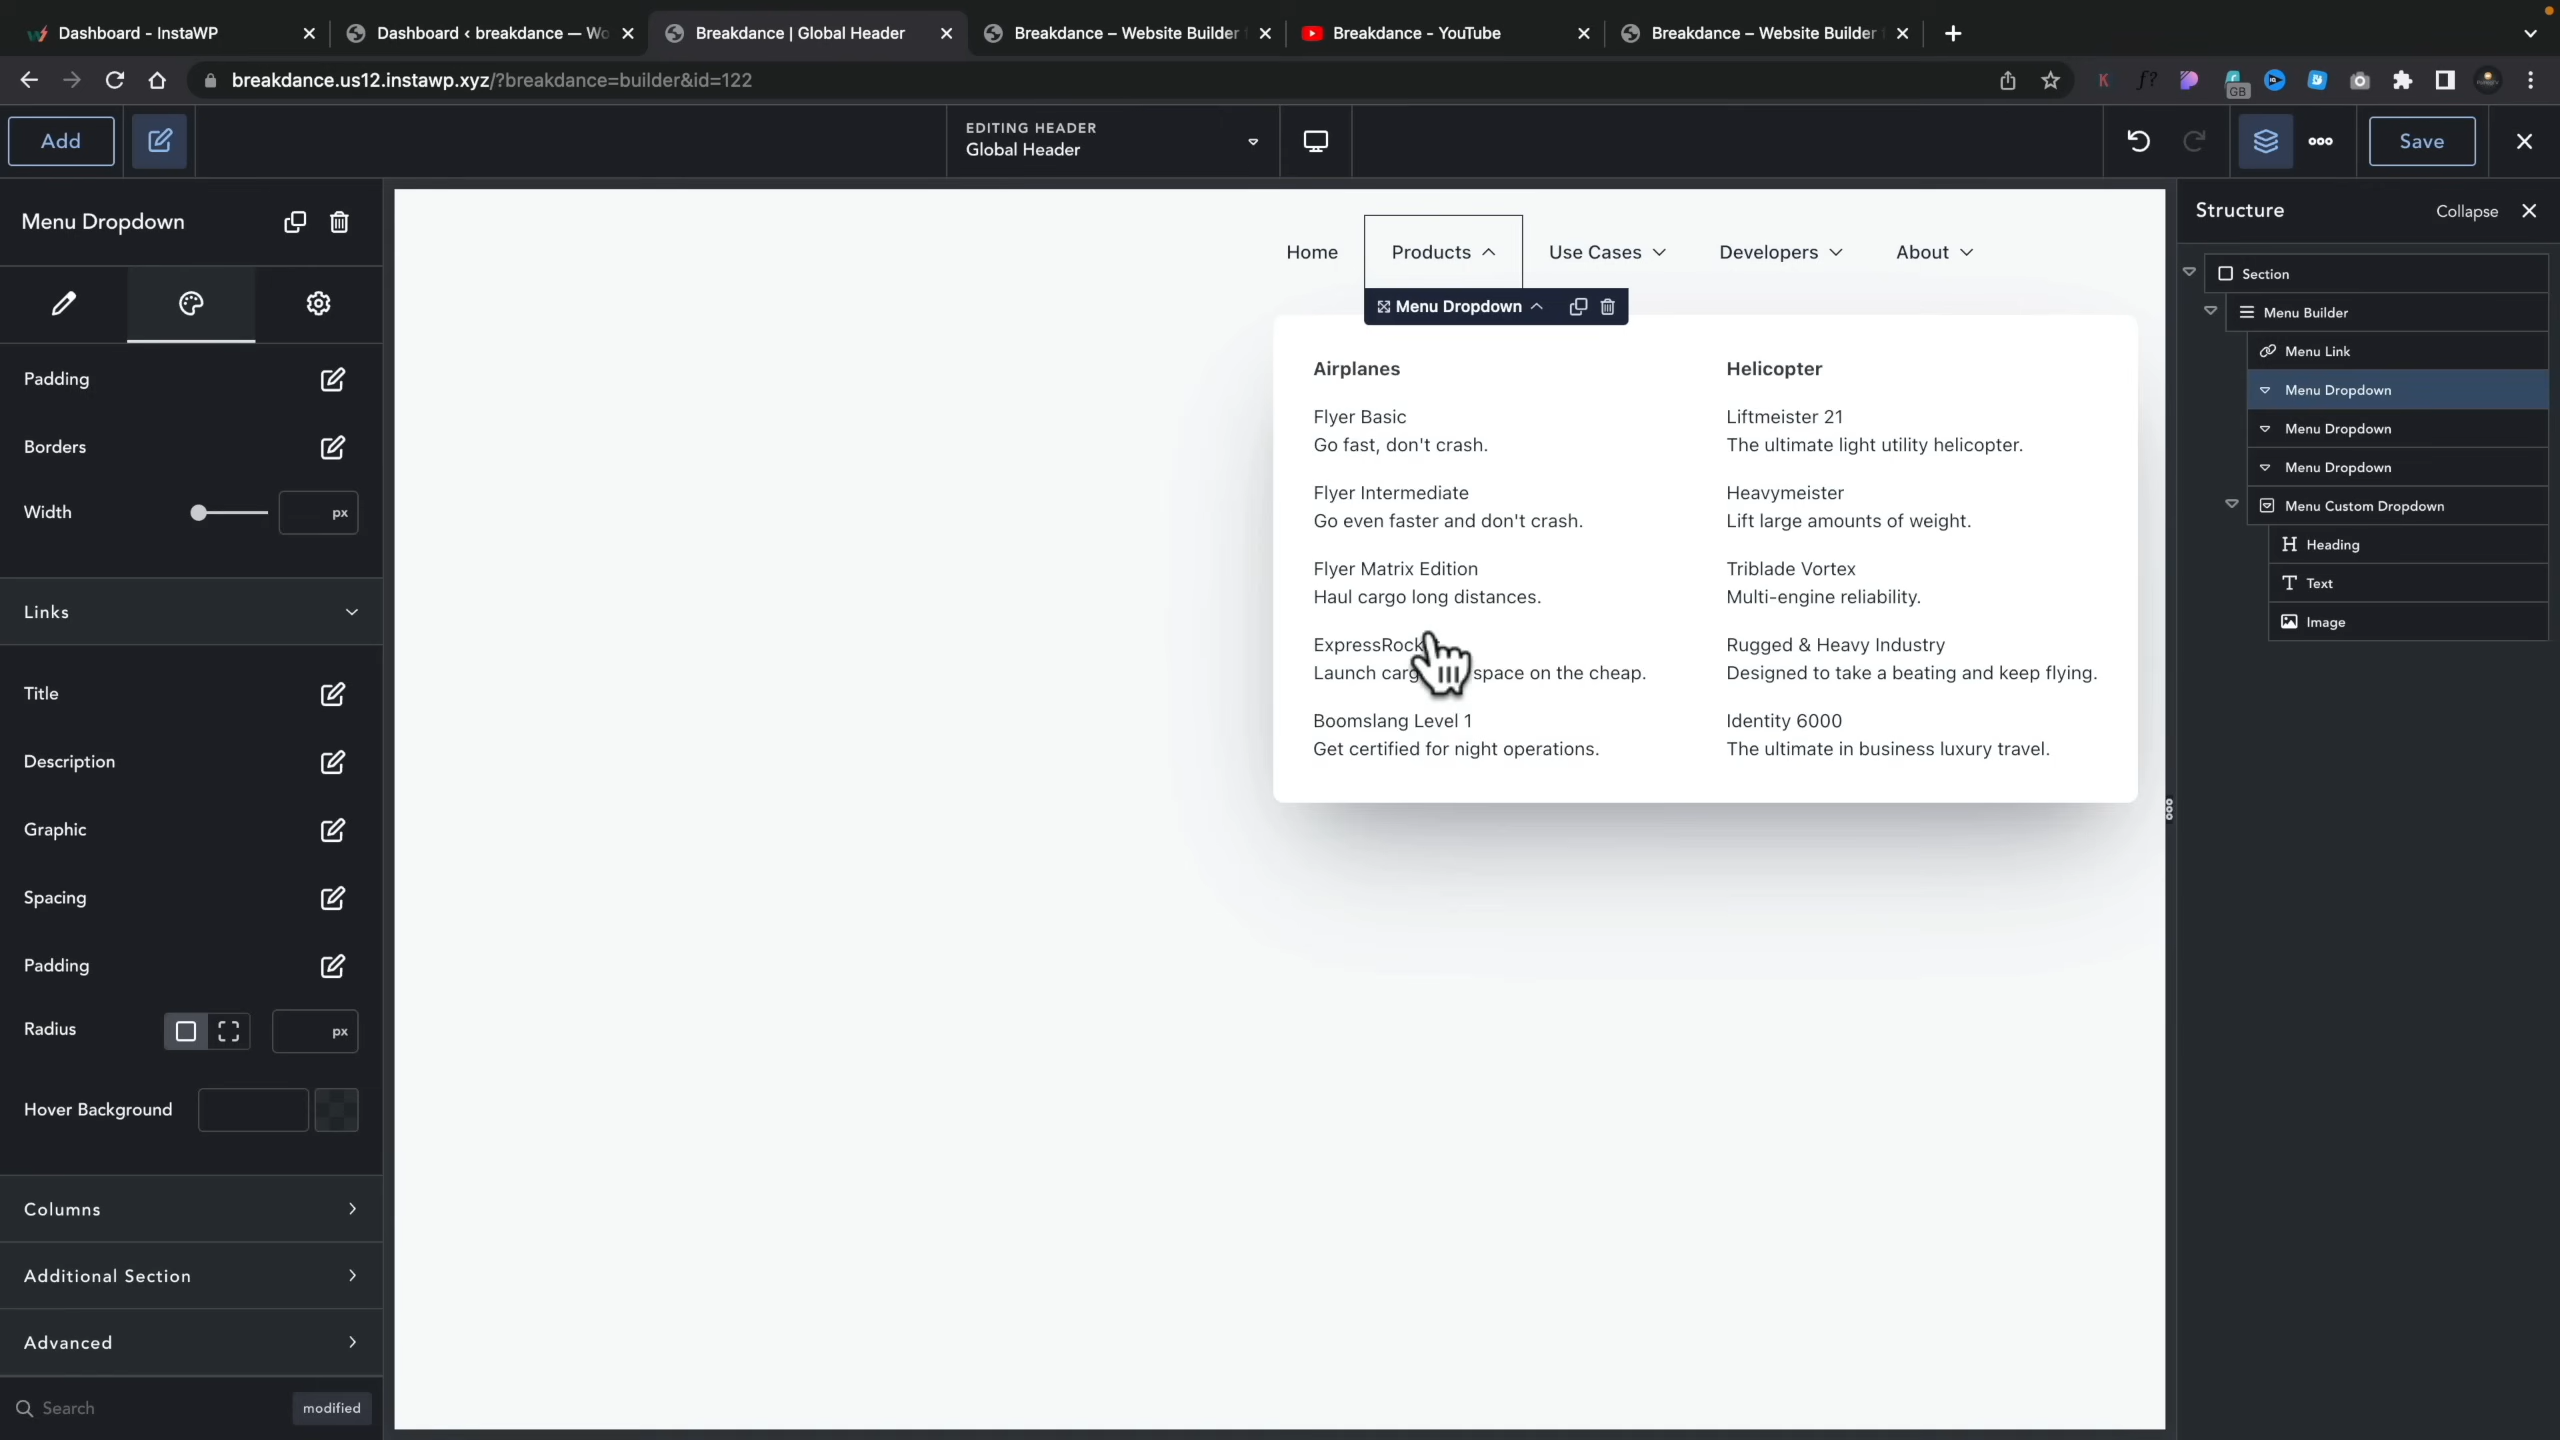 Dashboard - InstaWP
Dashboard ‹ breakdance — Wo
Breakdance | Global Header
Breakdance – Website Builder
Breakdance - YouTube
Breakdance – Website Builder
breakdance.us12.instawp.xyz/?breakdance=builder&id=122
GB
Add
EDITING HEADER
Global Header
Save
Menu Dropdown
Padding
Borders
Width
px
Links
Title
Description
Graphic
Spacing
Padding
Radius
px
Hover Background
Columns
Additional Section
Advanced
Search
modified
Home
Products
Use Cases
Developers
About
Menu Dropdown
Airplanes
Flyer Basic
Go fast, don't crash.
Flyer Intermediate
Go even faster and don't crash.
Flyer Matrix Edition
Haul cargo long distances.
Launch space on the cheap.
Boomslang Level 1
Get certified for night operations.
Helicopter
Liftmeister 21
The ultimate light utility helicopter.
Heavymeister
Lift large amounts of weight.
Triblade Vortex
Multi-engine reliability.
Rugged & Heavy Industry
Designed to take a beating and keep flying.
Identity 6000
The ultimate in business luxury travel.
Structure
Collapse
Section
Menu Builder
Menu Link
Menu Dropdown
Menu Dropdown
Menu Dropdown
Menu Custom Dropdown
Heading
Text
Image